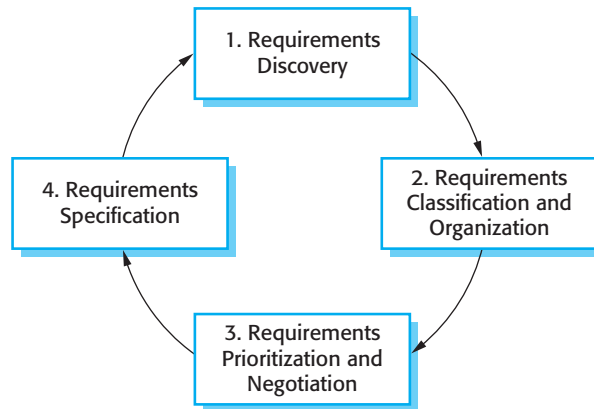 1. Requirements
Discovery
2. Requirements
Classification and
Organization
3. Requirements
Prioritization and
Negotiation
4. Requirements
Specification